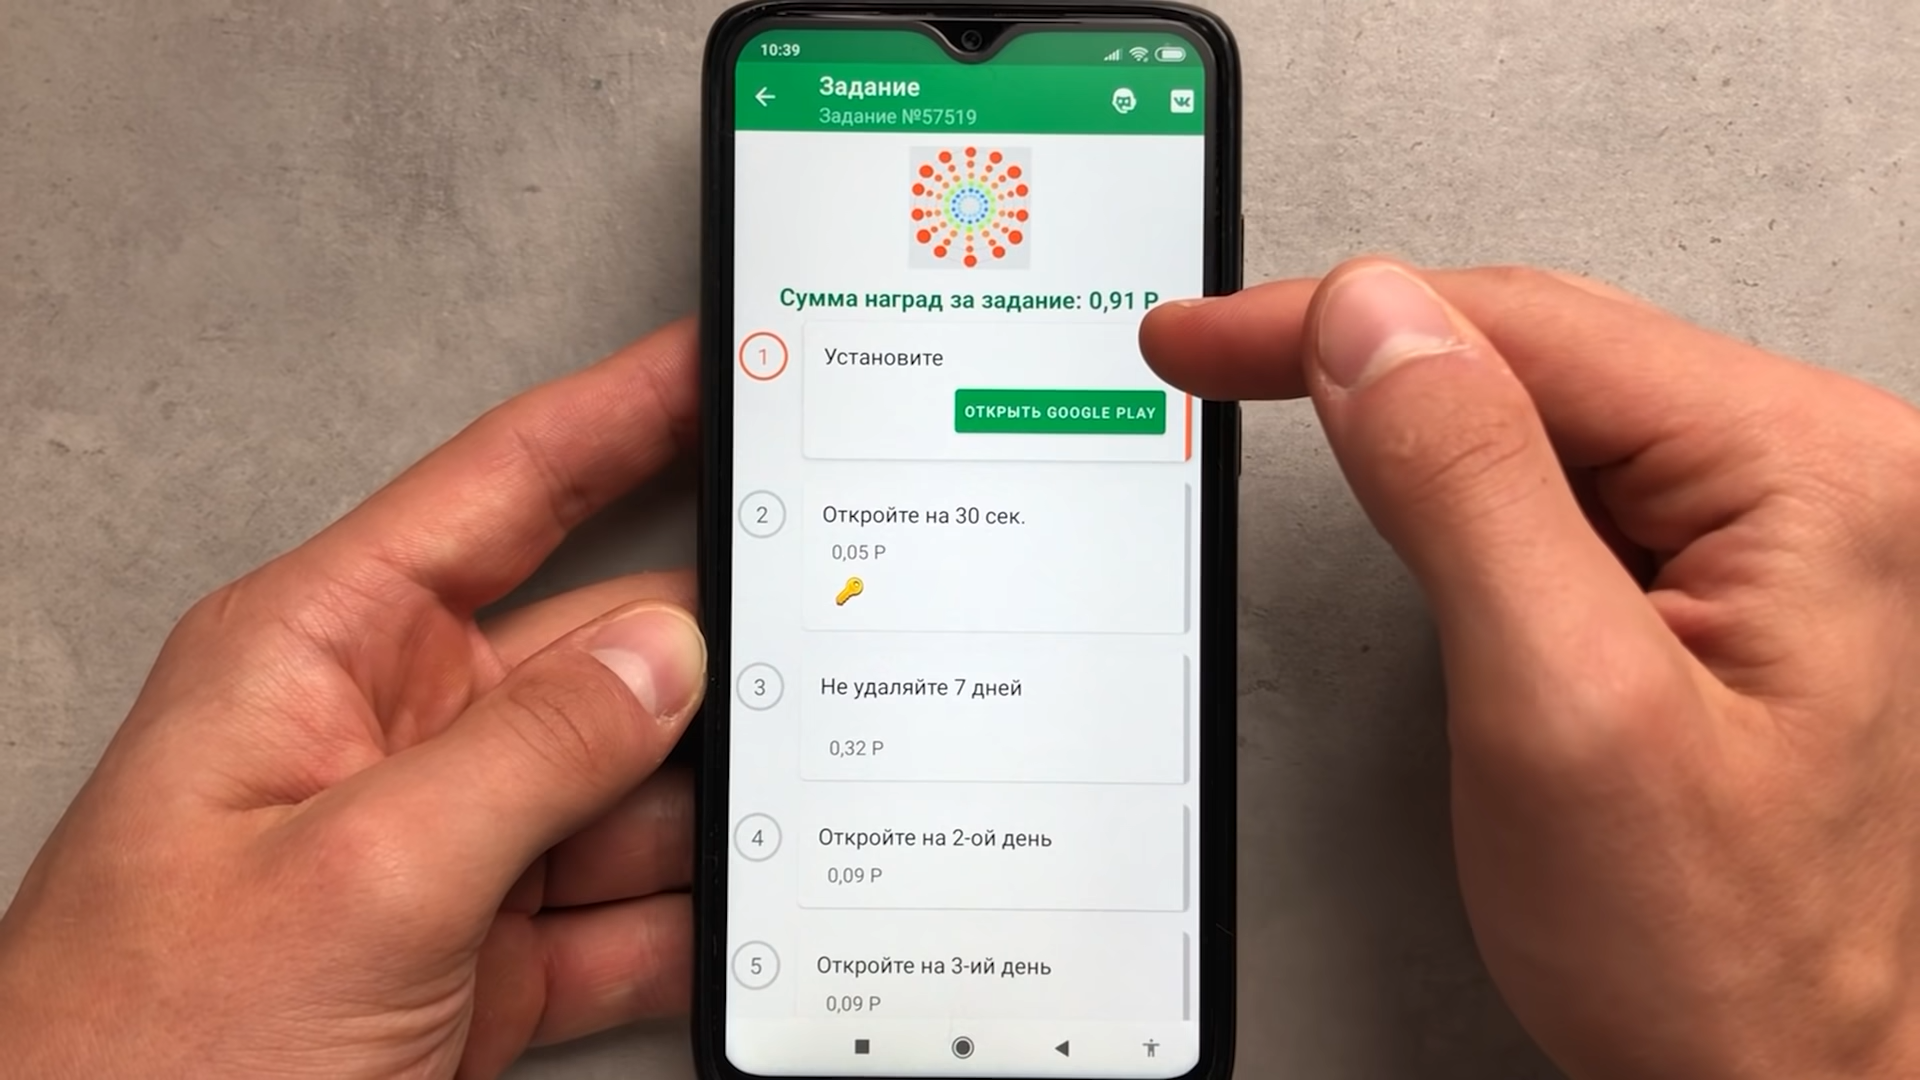 10:39
Задание
Задание №57519
Сумма наград за задание: 0,91 Р
1
Установите
ОТКРЫТЬ GOOGLE PLAY
2
Откройте на 30 сек.
0,05 Р
3
Не удаляйте 7 дней
0,32 Р
4
Откройте на 2-ой день
0,09 Р
5
Откройте на 3-ий день
0,09 Р